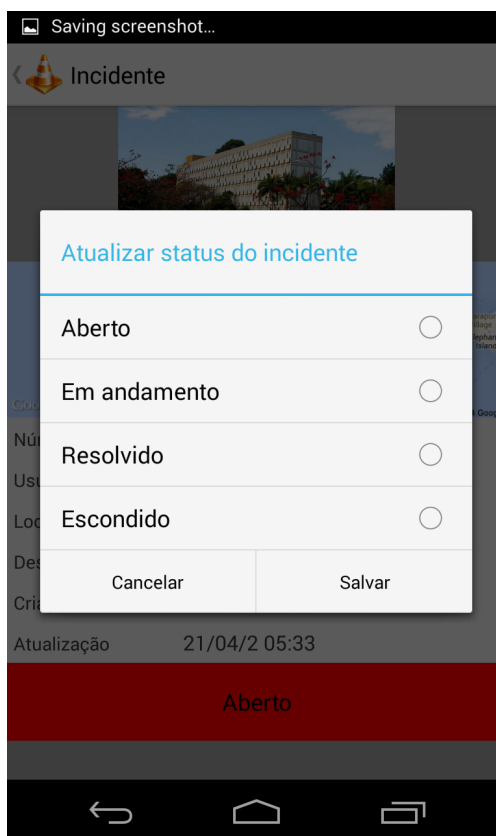 Saving screenshot…
Incidente
Atualizar status do incidente
Aberto
Em andamento
Resolvido
Escondido
Cancelar Salvar
Atualização 21/04/2 05:33
Aberto